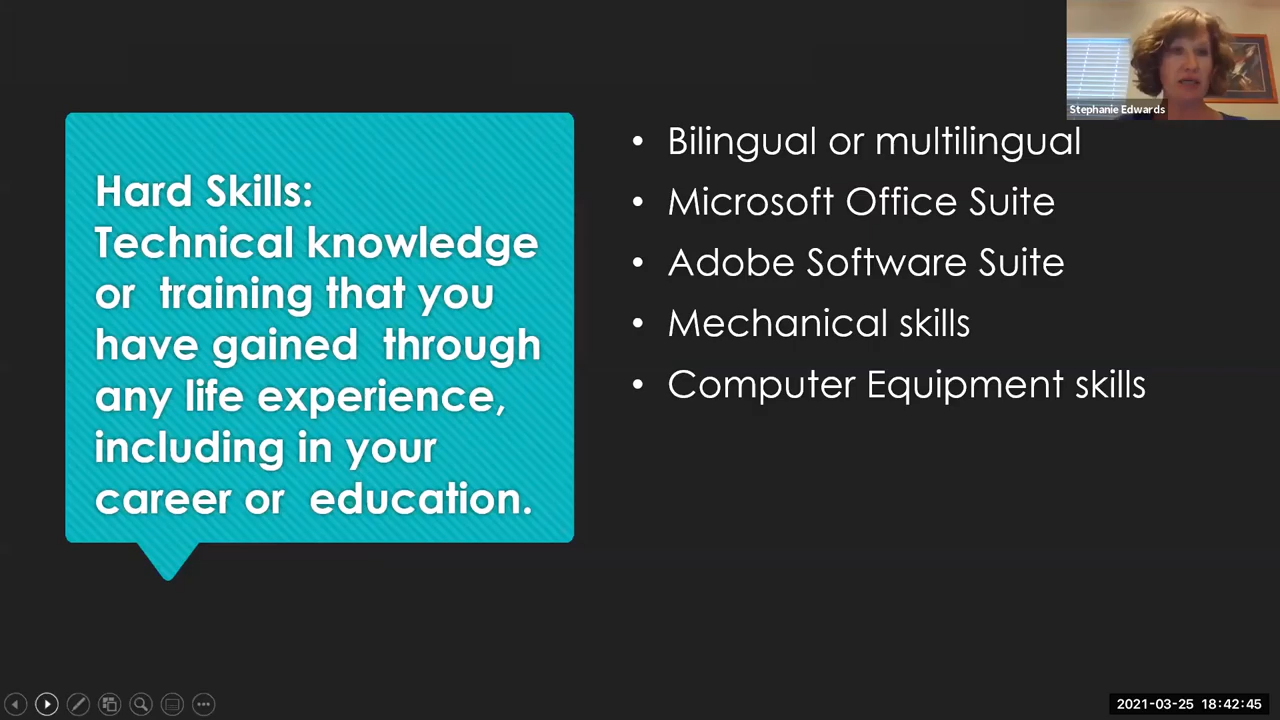 Stephanie Edwards
Hard Skills:
Technical knowledge
or training that you
have gained through
any life experience,
including in your
career or education.
• Bilingual or multilingual
• Microsoft Office Suite
• Adobe Software Suite
• Mechanical skills
• Computer Equipment skills
2021-03-25 18:42:45